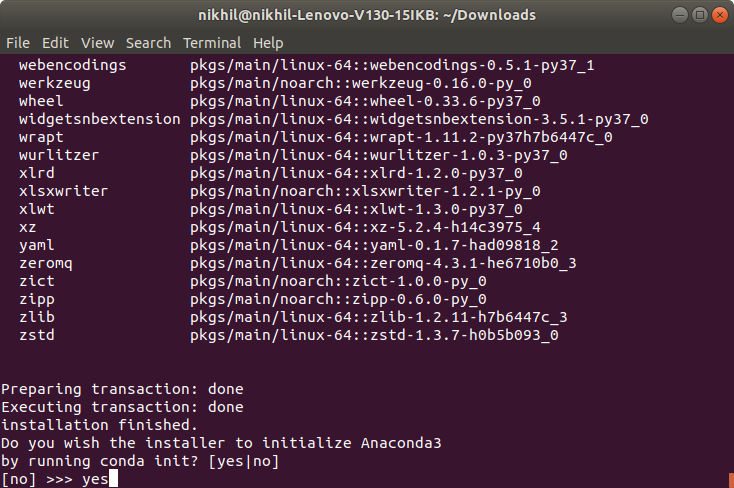 nikhil@nikhil-Lenovo-V130-15IKB: ~/Downloads
File Edit View Search Terminal Help
webencodings pkgs/main/linux-64::webencodings-0.5.1-py37_1
werkzeug pkgs/main/noarch::werkzeug-0.16.0-py_0
wheel pkgs/main/linux-64::wheel-0.33.6-py37_0
widgetsnbextension pkgs/main/linux-64::widgetsnbextension-3.5.1-py37_0
wrapt pkgs/main/linux-64::wrapt-1.11.2-py37h7b6447c_0
wurlitzer pkgs/main/linux-64::wurlitzer-1.0.3-py37_0
xlrd pkgs/main/linux-64::xlrd-1.2.0-py37_0
xlsxwriter pkgs/main/noarch::xlsxwriter-1.2.1-py_0
xlwt pkgs/main/linux-64::xlwt-1.3.0-py37_0
xz pkgs/main/linux-64::xz-5.2.4-h14c3975_4
yaml pkgs/main/linux-64::yaml-0.1.7-had09818_2
zeromq pkgs/main/linux-64::zeromq-4.3.1-he6710b0_3
zict pkgs/main/noarch::zict-1.0.0-py_0
zipp pkgs/main/noarch::zipp-0.6.0-py_0
zlib pkgs/main/linux-64::zlib-1.2.11-h7b6447c_3
zstd pkgs/main/linux-64::zstd-1.3.7-h0b5b093_0
Preparing transaction: done
Executing transaction: done
installation finished.
Do you wish the installer to initialize Anaconda3
by running conda init? [yes|no]
[no] >>> yes